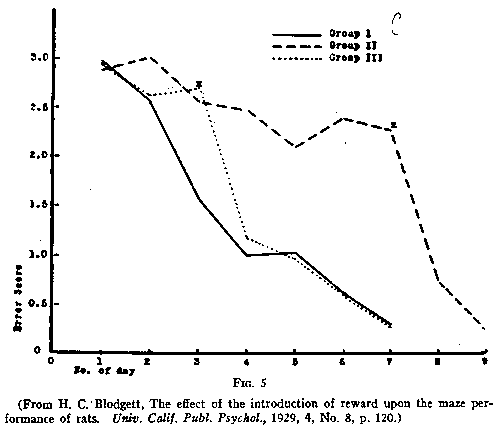 Group I
Group II
Group III
C
3.0
2.5
2.0
1.5
1.0
0.5
0
Error Score
x
x
0 1 2 3 4 5 6 7 8 9
No. of day
FIG. 5
(From H. C. Blodgett, The effect of the introduction of reward upon the maze per-
formance of rats. Univ. Calif. Publ. Psychol., 1929, 4, No. 8, p. 120.)